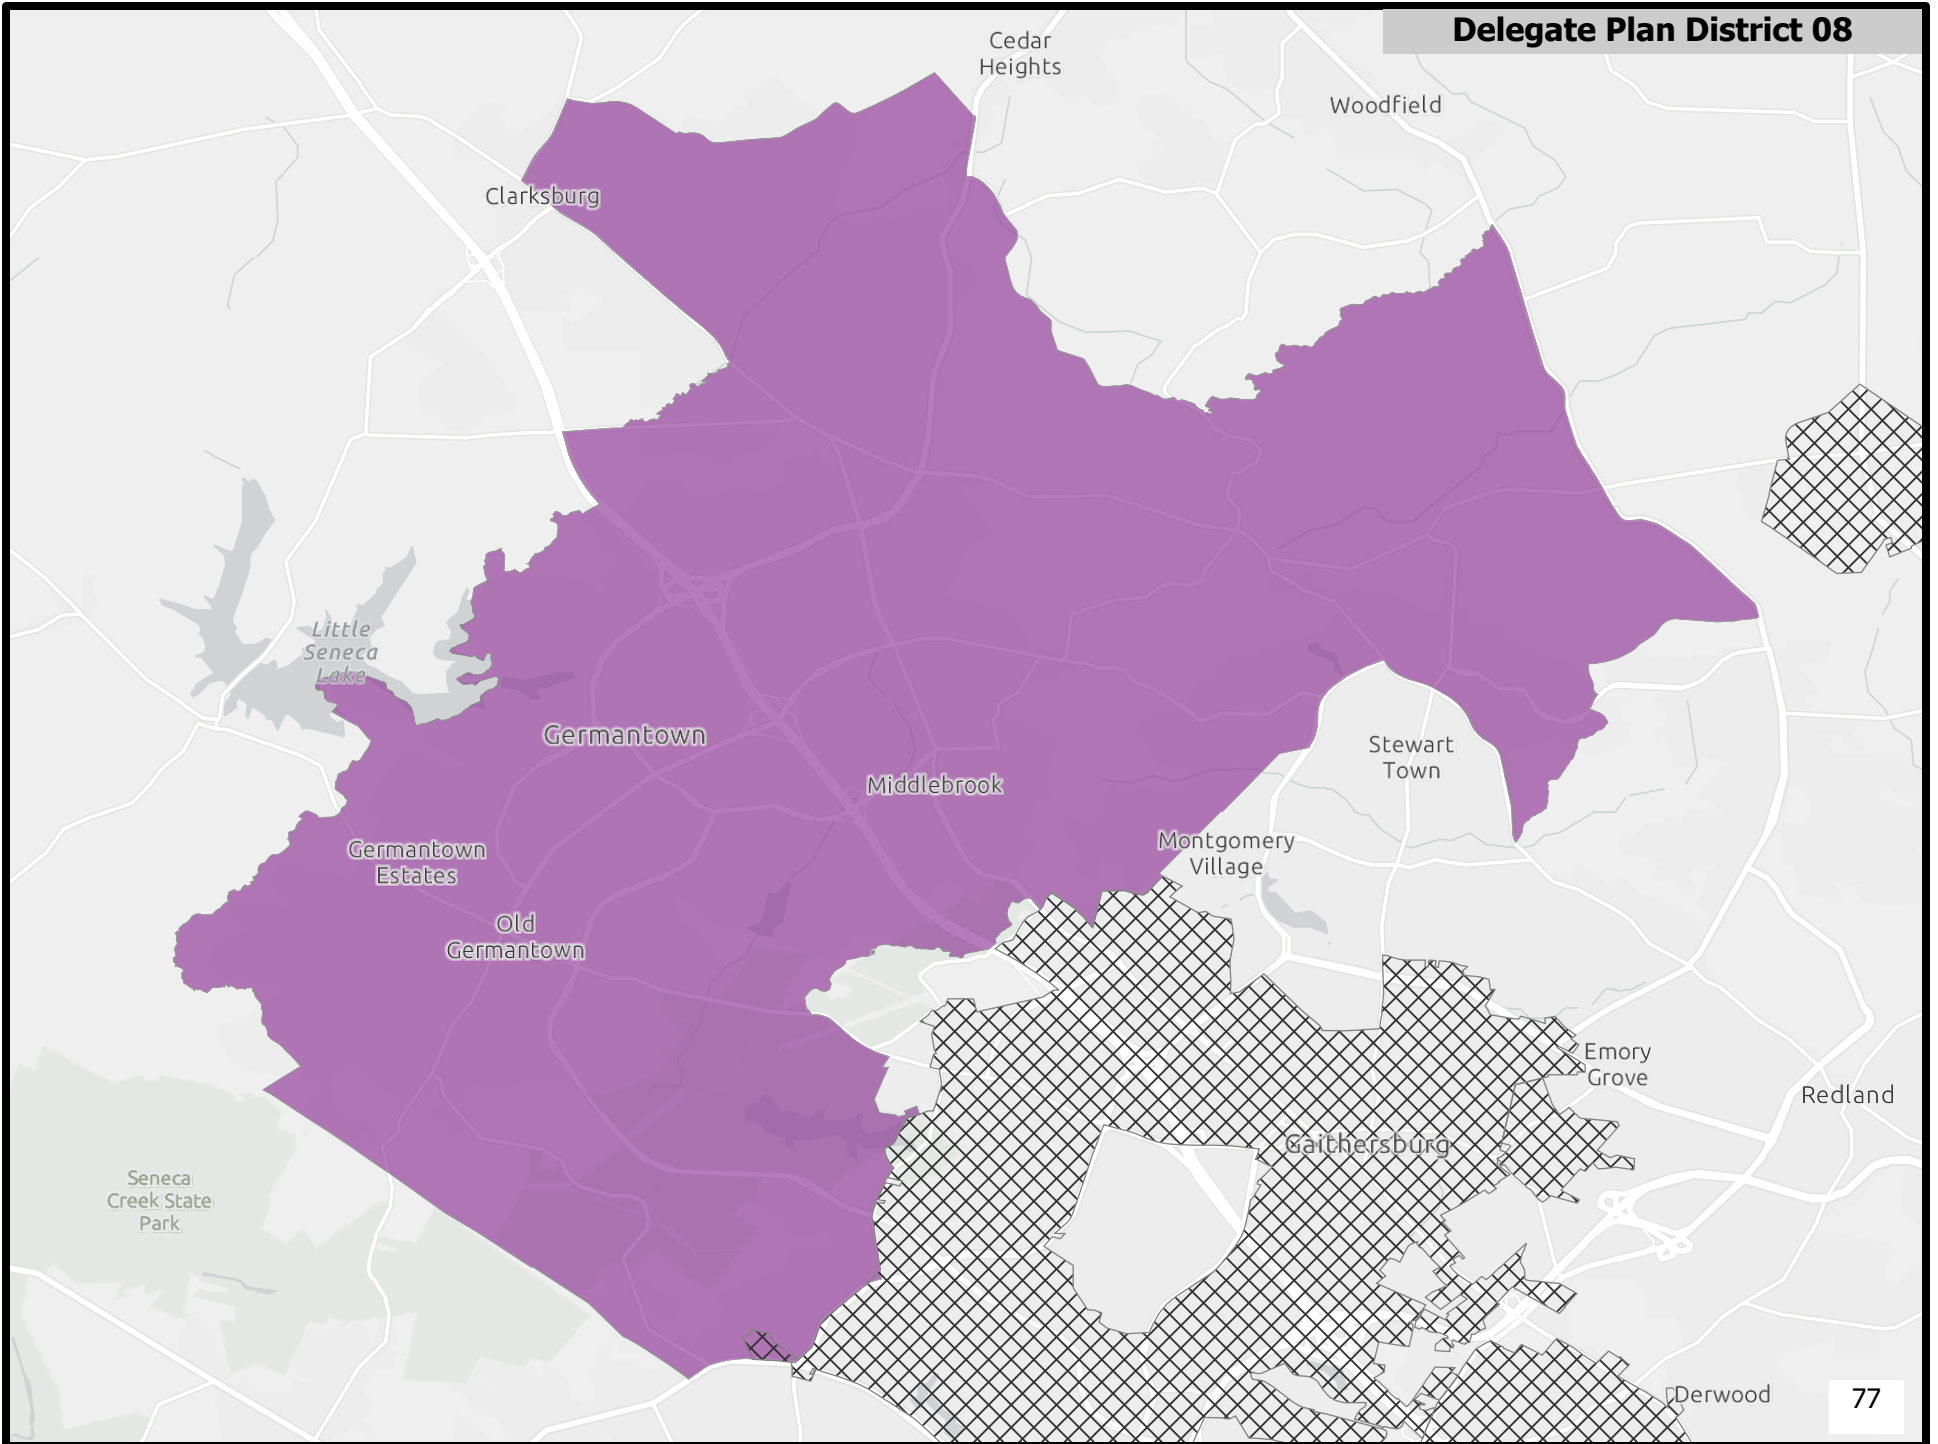 Delegate Plan District 08
Cedar
Heights
Woodfield
Clarksburg
Little
Seneca
Lake
Germantown
Stewart
Town
Middlebrook
Montgomery
Village
Germantown
Estates
Old
Germantown
Emory
Grove
Redland
Gaithersburg
Seneca
Creek State
Park
Derwood
77